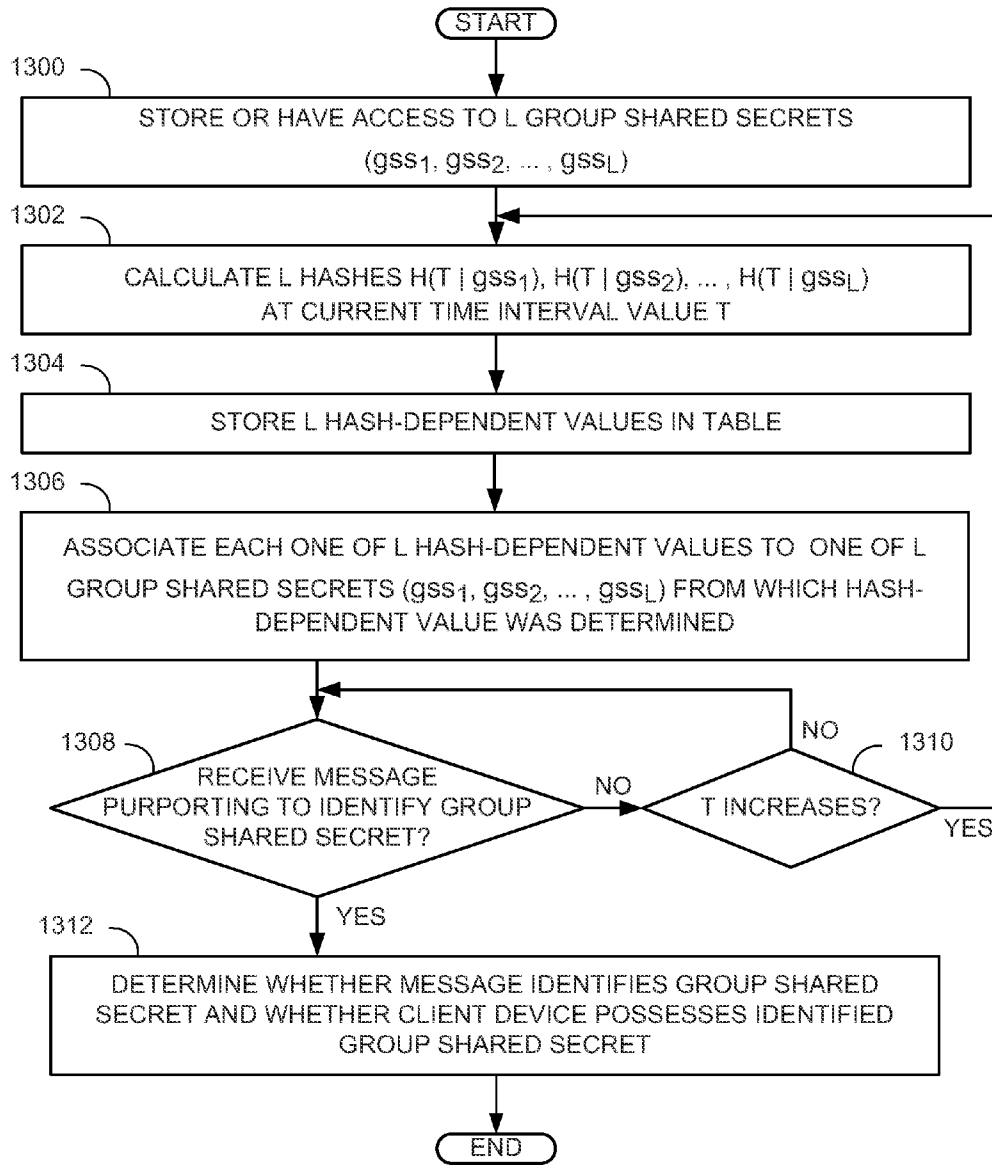 START
1300
STORE OR HAVE ACCESS TO L GROUP SHARED SECRETS
(gss1, gss2, ... , gssL)
1302
CALCULATE L HASHES H(T | gss1), H(T | gss2), ... , H(T | gssL)
AT CURRENT TIME INTERVAL VALUE T
1304
STORE L HASH-DEPENDENT VALUES IN TABLE
1306
ASSOCIATE EACH ONE OF L HASH-DEPENDENT VALUES TO ONE OF L
GROUP SHARED SECRETS (gss1, gss2, ... , gssL) FROM WHICH HASH-
DEPENDENT VALUE WAS DETERMINED
1308
RECEIVE MESSAGE
PURPORTING TO IDENTIFY GROUP
SHARED SECRET?
NO
NO
1310
T INCREASES?
YES
YES
1312
DETERMINE WHETHER MESSAGE IDENTIFIES GROUP SHARED
SECRET AND WHETHER CLIENT DEVICE POSSESSES IDENTIFIED
GROUP SHARED SECRET
END